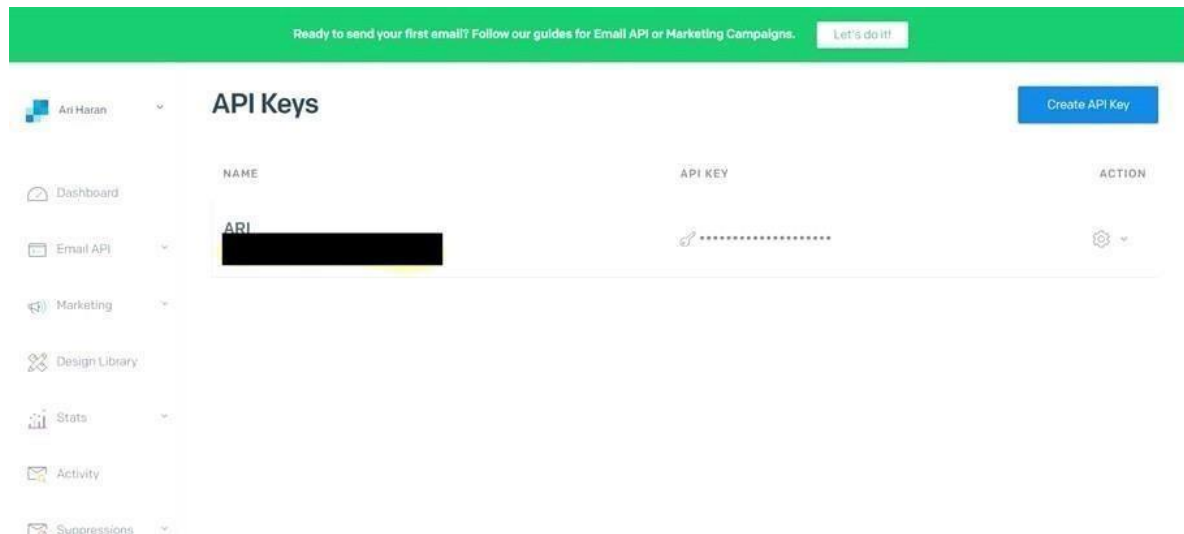 Ready to send your first email? Follow our guides for Email API or Marketing Campaigns.
Let's do it!
Ari Haran
API Keys
Create API Key
NAME
API KEY
ACTION
Dashboard
ARI
Email API
Marketing
Design Library
Stats
Activity
Suppressions